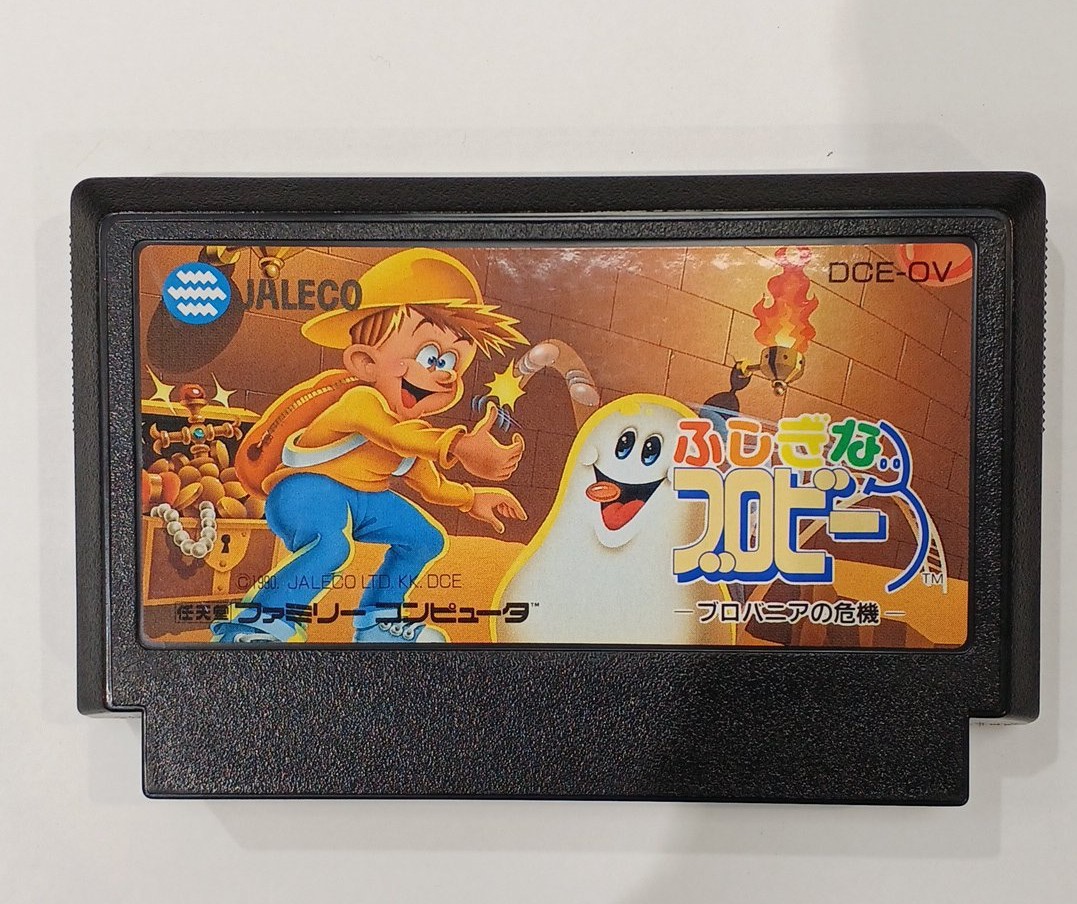 JALECO
DCE-OV
ふしぎな
ブロビー
TM
©1990. JALECO LTD. KK. DCE
任天堂 ファミリー コンピュータ™
—ブロバニアの危機—